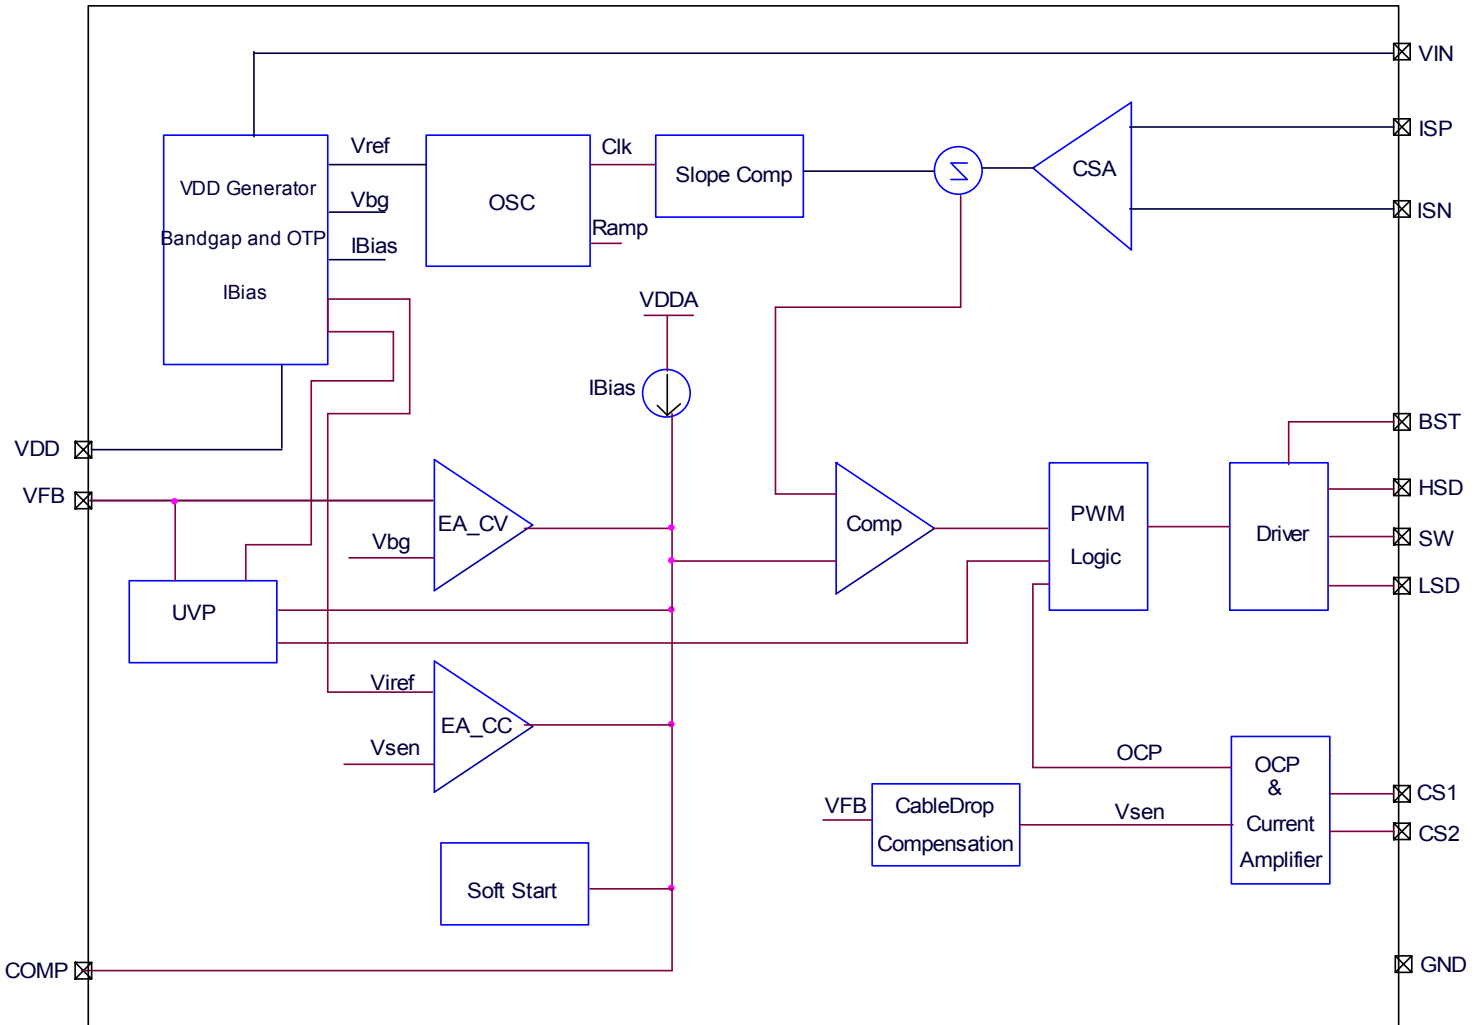 VIN
ISP
Vref
Clk
CSA
Slope Comp
Σ
VDD Generator
Vbg
OSC
ISN
Ramp
Bandgap and OTP
IBias
IBias
VDDA
IBias
BST
VDD
HSD
VFB
PWM
EA_CV
Comp
Driver
SW
Vbg
Logic
LSD
UVP
Viref
EA_CC
Vsen
OCP
OCP
&
CS1
VFB
CableDrop
Vsen
Current
CS2
Compensation
Amplifier
Soft Start
COMP
GND